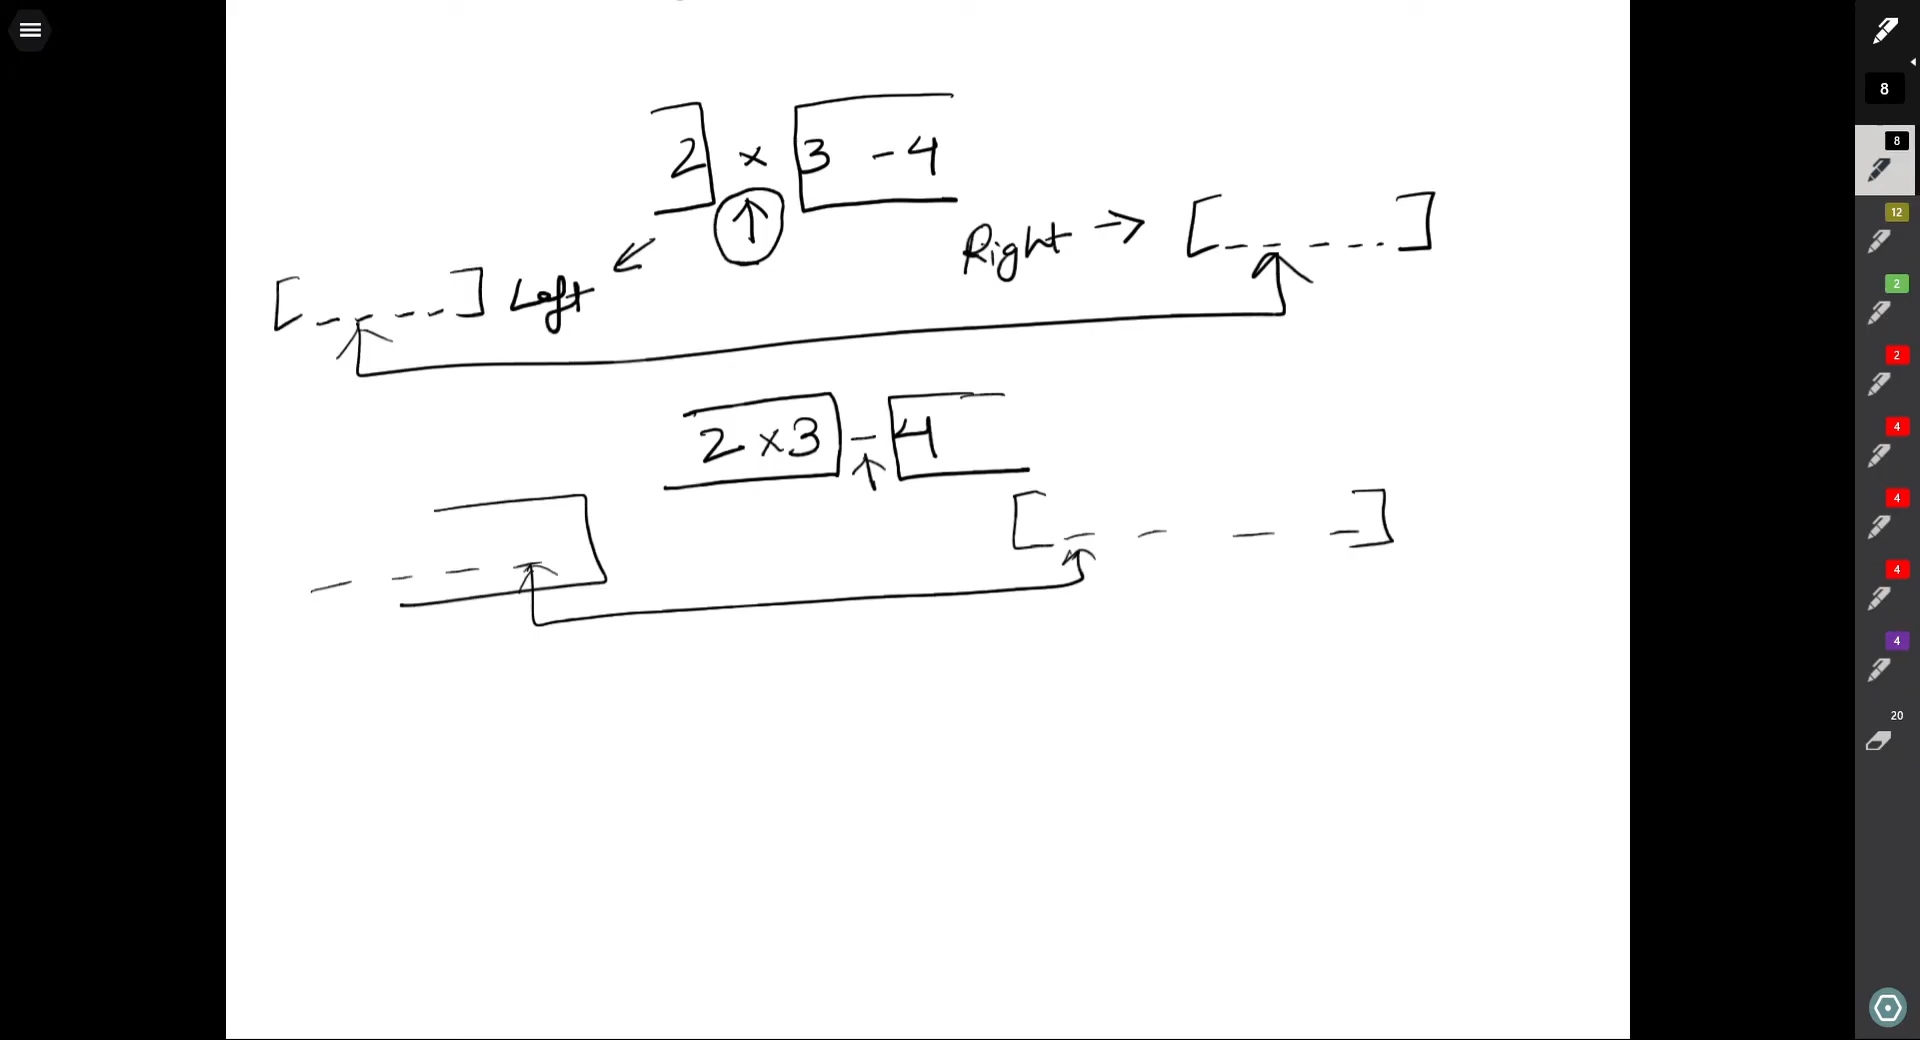 2 × 3 - 4
Right → [ - - - - - ]
[ - - - - - ] Left
2 × 3 - 4
- - - - ] [ - - - - ]
8
8
12
2
2
4
4
4
4
20